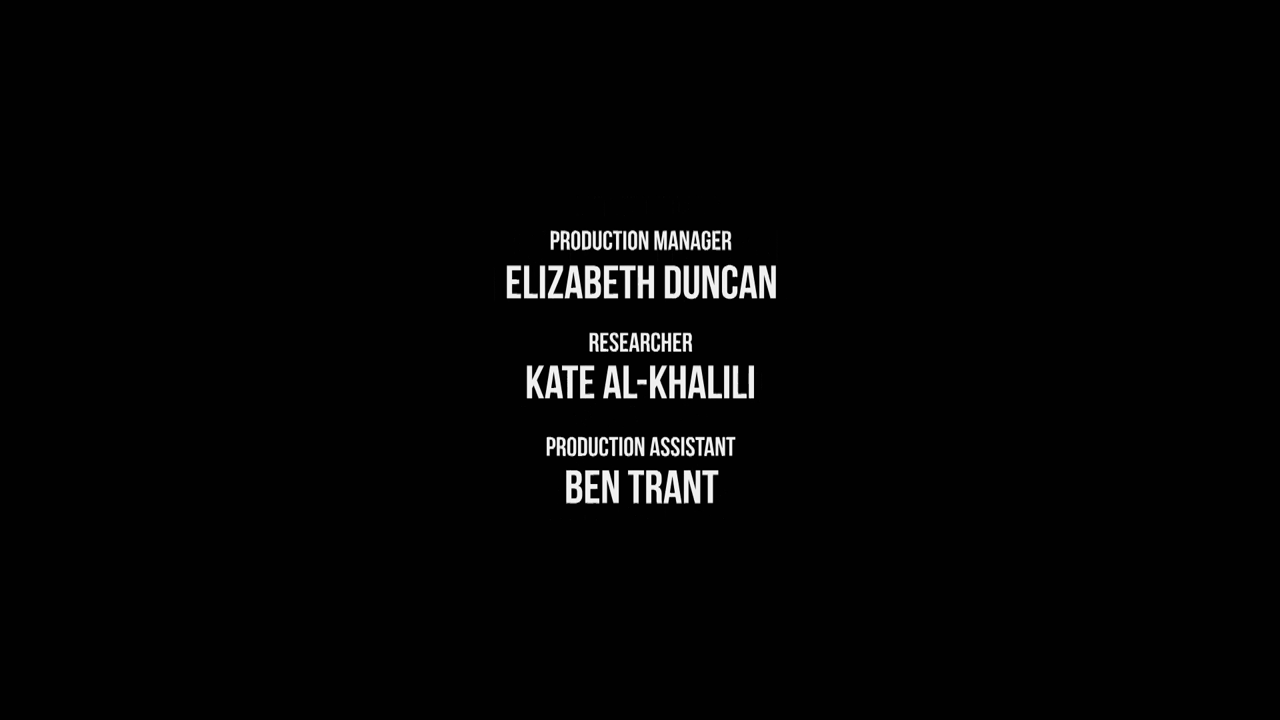 PRODUCTION MANAGER
ELIZABETH DUNCAN
RESEARCHER
KATE AL-KHALILI
PRODUCTION ASSISTANT
BEN TRANT